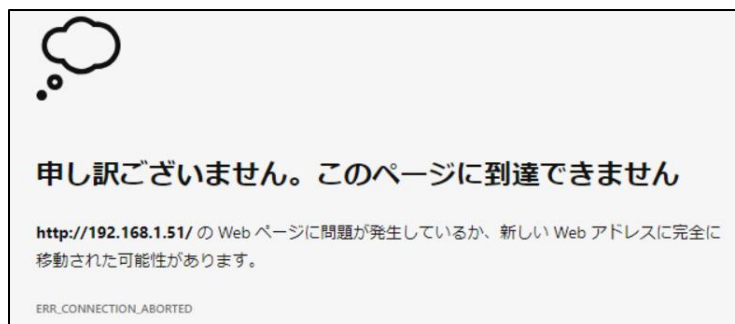 申し訳ございません。このページに到達できません
http://192.168.1.51/ の Web ページに問題が発生しているか、新しい Web アドレスに完全に
移動された可能性があります。
ERR_CONNECTION_ABORTED